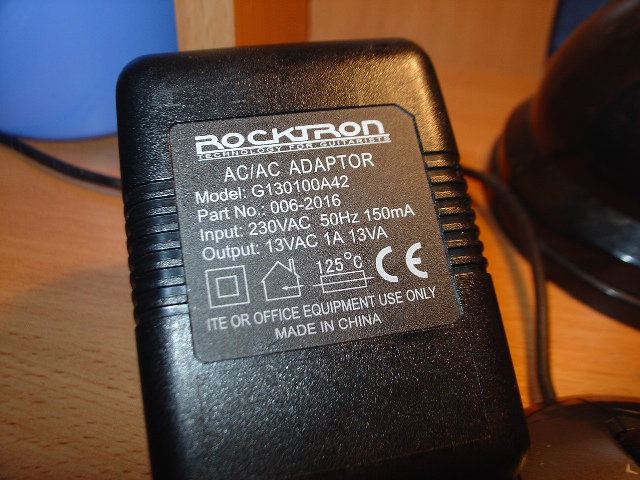 ROCKTRON
TECHNOLOGY FOR GUITARISTS
AC/AC ADAPTOR
Model: G130100A42
Part No.: 006-2016
Input: 230VAC 50Hz 150mA
Output: 13VAC 1A 13VA
125°C CE
ITE OR OFFICE EQUIPMENT USE ONLY
MADE IN CHINA